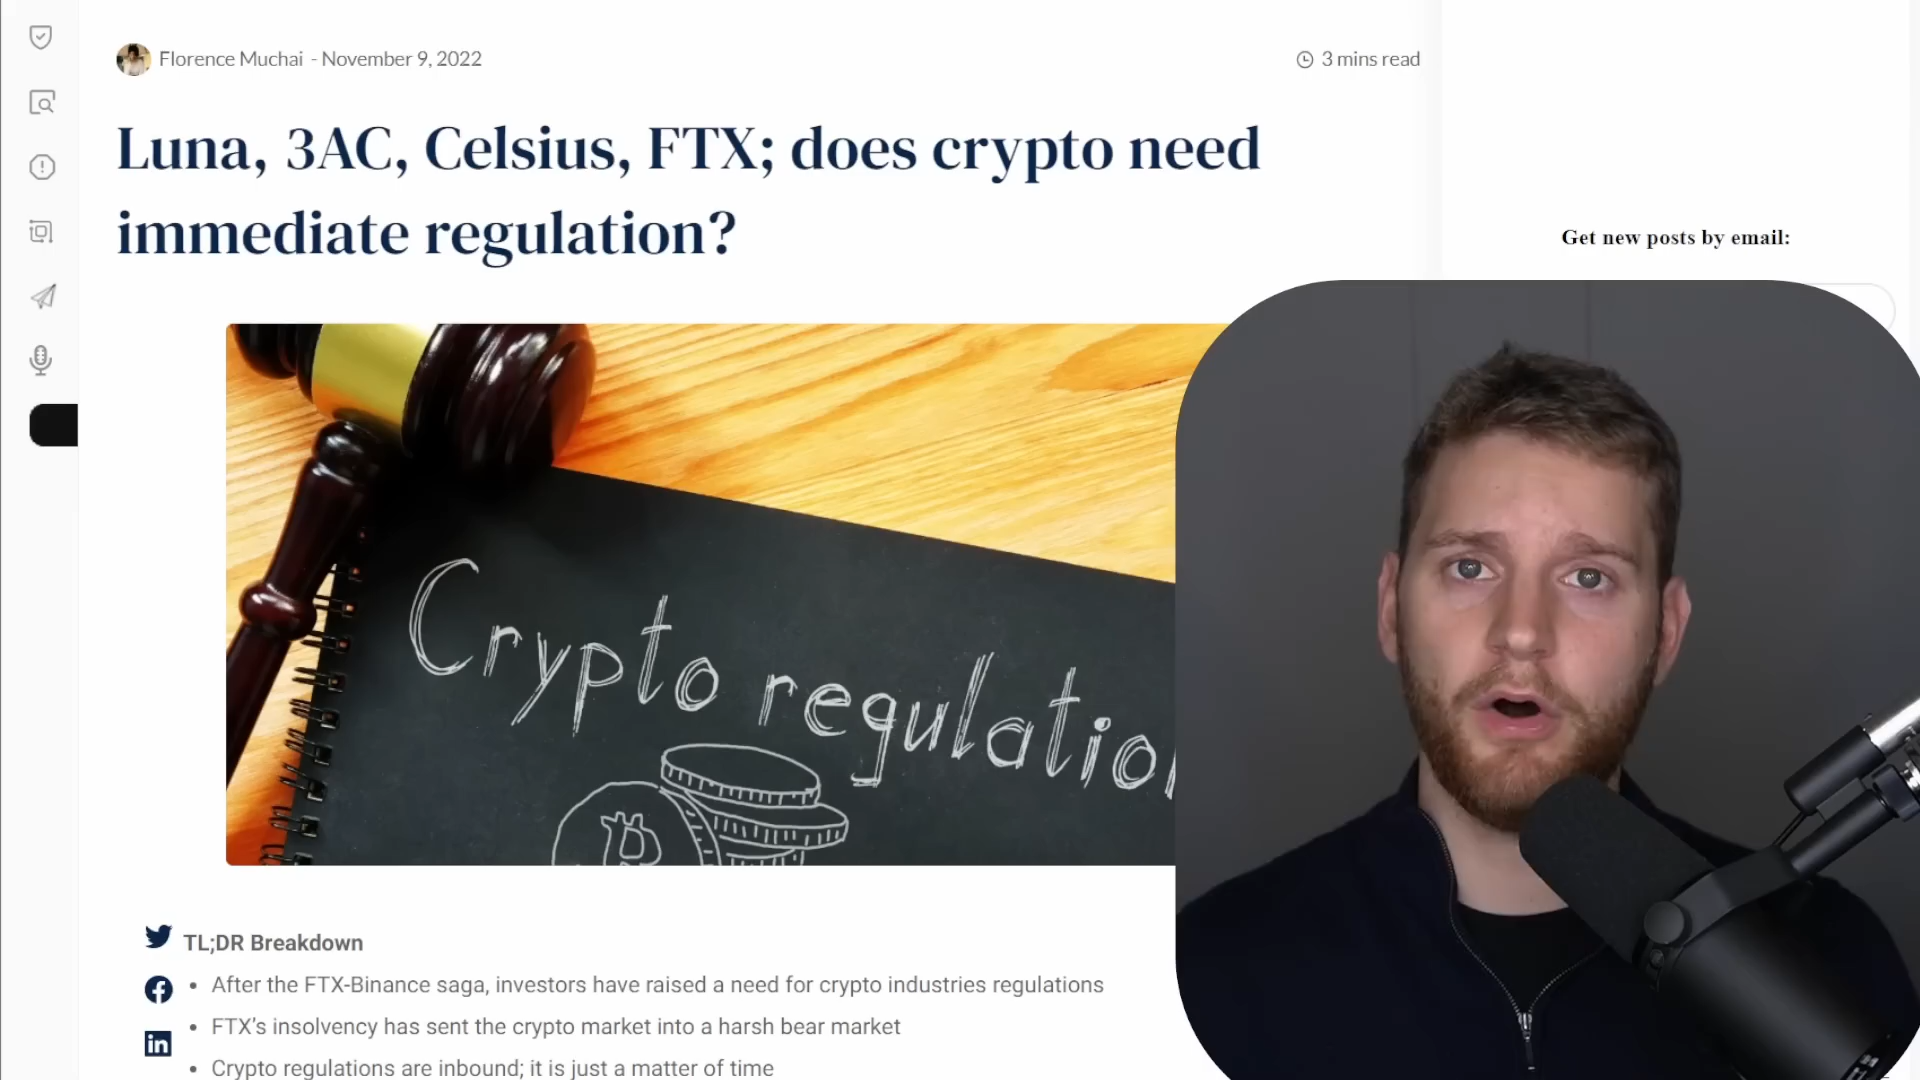 Florence Muchai - November 9, 2022
3 mins read
Luna, 3AC, Celsius, FTX; does crypto need
immediate regulation?
Get new posts by email:
Crypto regulation
TL;DR Breakdown
After the FTX-Binance saga, investors have raised a need for crypto industries regulations
FTX's insolvency has sent the crypto market into a harsh bear market
Crypto regulations are inbound; it is just a matter of time